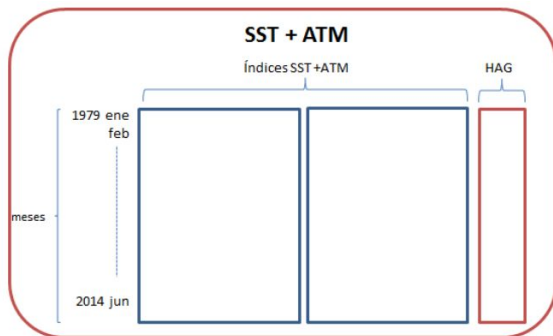 SST + ATM
Índices SST +ATM
HAG
1979 ene
feb
meses
2014 jun